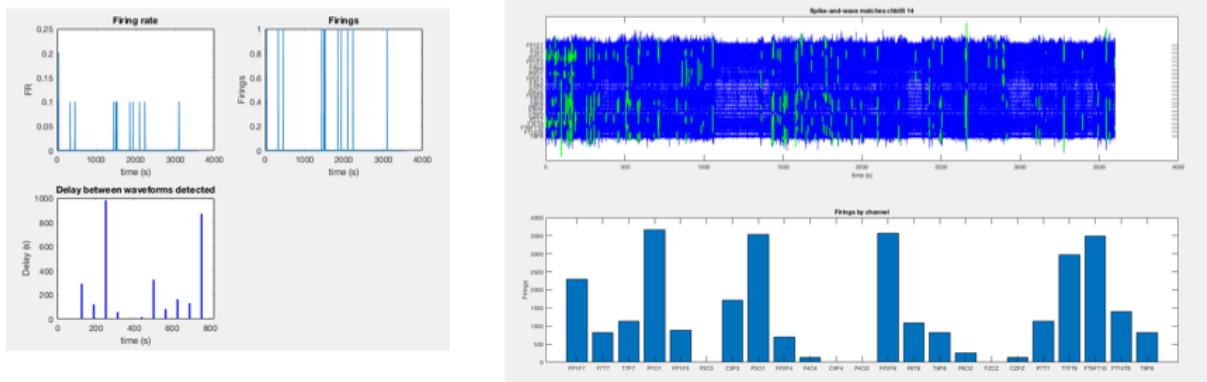 Firing rate
0.25
0.2
0.15
0.1
0.05
0
FR
0 1000 2000 3000 4000
time (s)
Firings
1
0.8
0.6
0.4
0.2
0
Firings
0 1000 2000 3000 4000
time (s)
Delay between waveforms detected
1000
800
600
400
200
0
Delay (s)
0 200 400 600 800
time (s)
Spike-and-wave matches chb05 14
FP1F7
0 500 1000 1500 2000 2500 3000 3500 4000
time (s)
Firings by channel
4000
3500
3000
2500
2000
1500
1000
500
0
Firings
FP1F7 F7T7 T7P7 P7O1 FP1F3 F3C3 C3P3 P3O1 FP2F4 F4C4 C4P4 P4O2 FP2F8 F8T8 T8P8 P8O2 FZCZ CZPZ P7T7 T7FT9 FT9FT10 FT10T8 T8P8